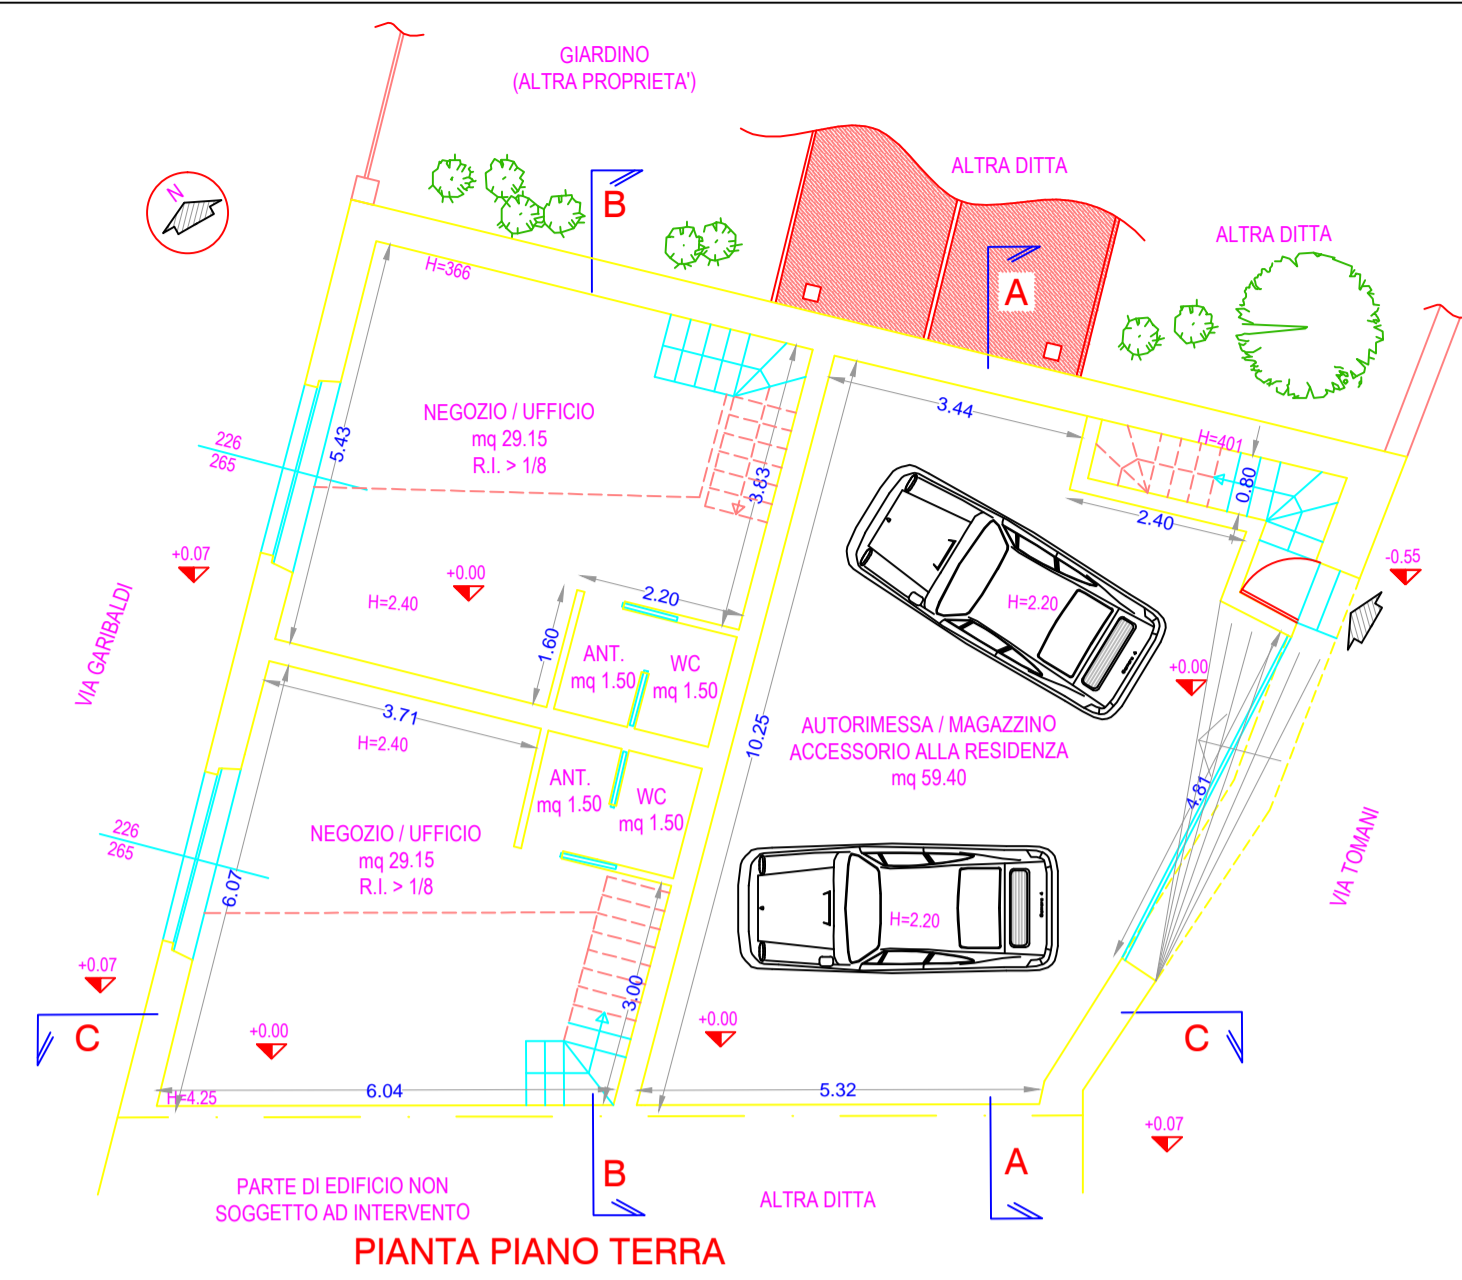 GIARDINO
(ALTRA PROPRIETA')
ALTRA DITTA
ALTRA DITTA
N
B
A
H=366
3.44
H=401
NEGOZIO / UFFICIO
mq 29.15
R.I. > 1/8
226
265
5.43
3.83
0.80
2.40
+0.07
+0.00
-0.55
H=2.40
2.20
H=2.20
1.60
ANT.
mq 1.50
WC
mq 1.50
+0.00
VIA GARIBALDI
3.71
H=2.40
10.25
AUTORIMESSA / MAGAZZINO
ACCESSORIO ALLA RESIDENZA
mq 59.40
ANT.
mq 1.50
WC
mq 1.50
4.81
226
265
NEGOZIO / UFFICIO
mq 29.15
R.I. > 1/8
6.07
VIA TOMANI
H=2.20
+0.07
3.00
C
+0.00
+0.00
C
H=4.25
6.04
5.32
+0.07
B
A
PARTE DI EDIFICIO NON
SOGGETTO AD INTERVENTO
ALTRA DITTA
PIANTA PIANO TERRA